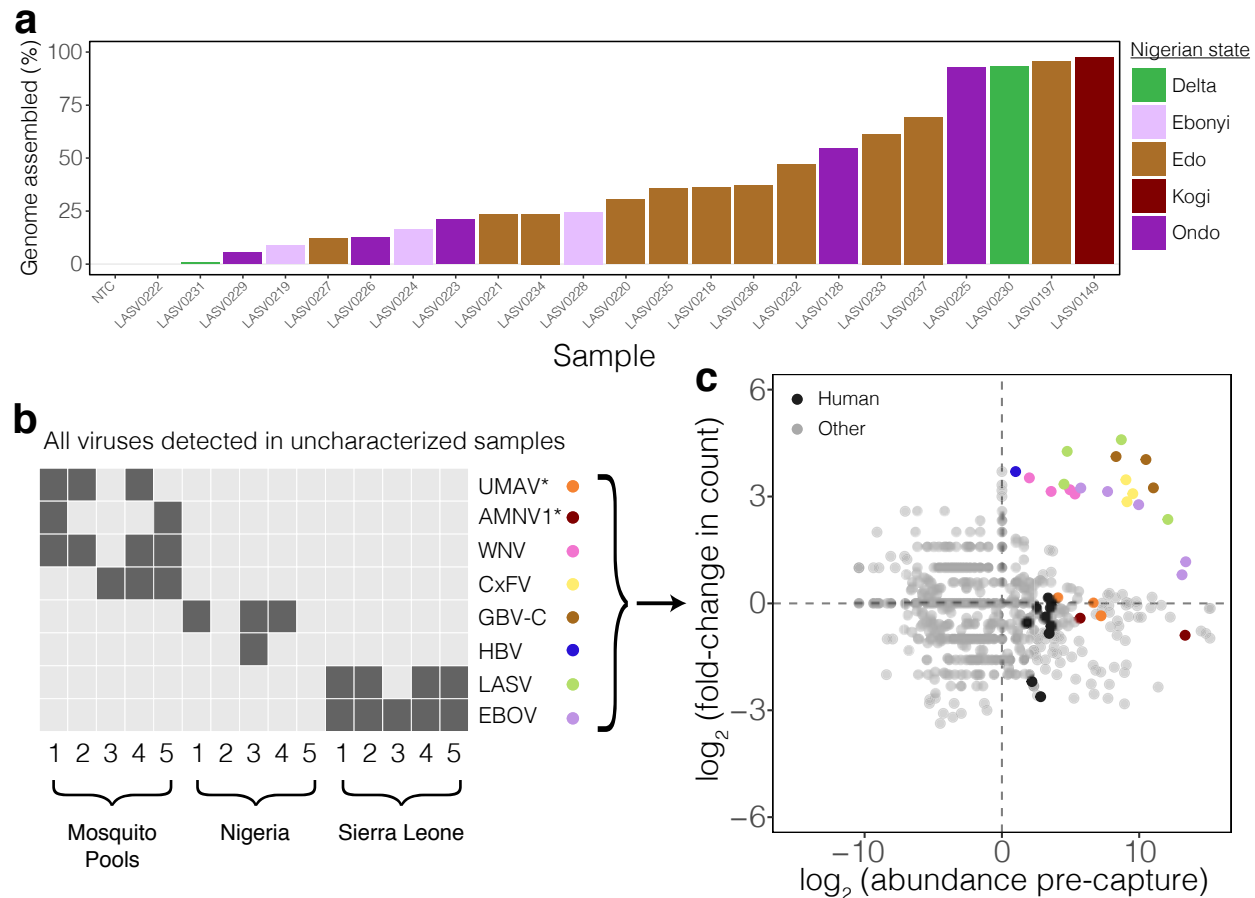 a
Genome assembled (%)
100
75
50
25
0
NTC
LASV0222
LASV0231
LASV0229
LASV0219
LASV0227
LASV0226
LASV0224
LASV0223
LASV0221
LASV0234
LASV0228
LASV0220
LASV0235
LASV0218
LASV0236
LASV0232
LASV0128
LASV0233
LASV0237
LASV0225
LASV0230
LASV0197
LASV0149
Sample
Nigerian state
Delta
Ebonyi
Edo
Kogi
Ondo
b
All viruses detected in uncharacterized samples
UMAV*
AMNV1*
WNV
CxFV
GBV-C
HBV
LASV
EBOV
1 2 3 4 5 1 2 3 4 5 1 2 3 4 5
Mosquito
Pools
Nigeria
Sierra Leone
c
log2 (fold-change in count)
6
3
0
−3
−6
Human
Other
−10 0 10
log2 (abundance pre-capture)